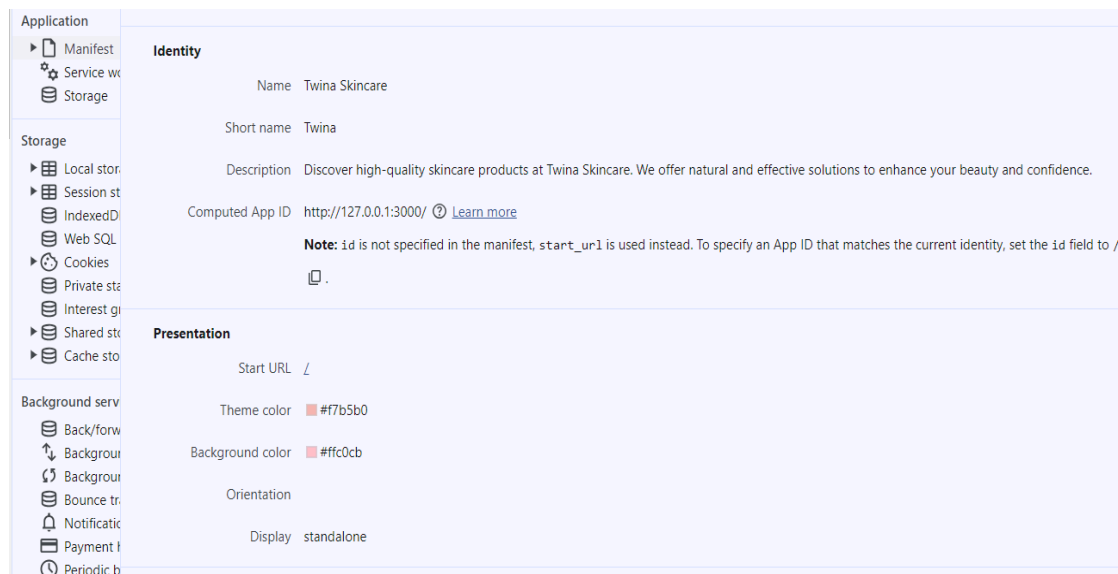 Application
Manifest
Service wo
Storage
Storage
Local stor
Session st
IndexedD
Web SQL
Cookies
Private sta
Interest gr
Shared sto
Cache sto
Background serv
Back/forw
Backgroun
Backgroun
Bounce tra
Notificatio
Payment h
Periodic b
Identity
Name Twina Skincare
Short name Twina
Description Discover high-quality skincare products at Twina Skincare. We offer natural and effective solutions to enhance your beauty and confidence.
Computed App ID http://127.0.0.1:3000/ Learn more
Note: id is not specified in the manifest, start_url is used instead. To specify an App ID that matches the current identity, set the id field to /
.
Presentation
Start URL /
Theme color #f7b5b0
Background color #ffc0cb
Orientation
Display standalone